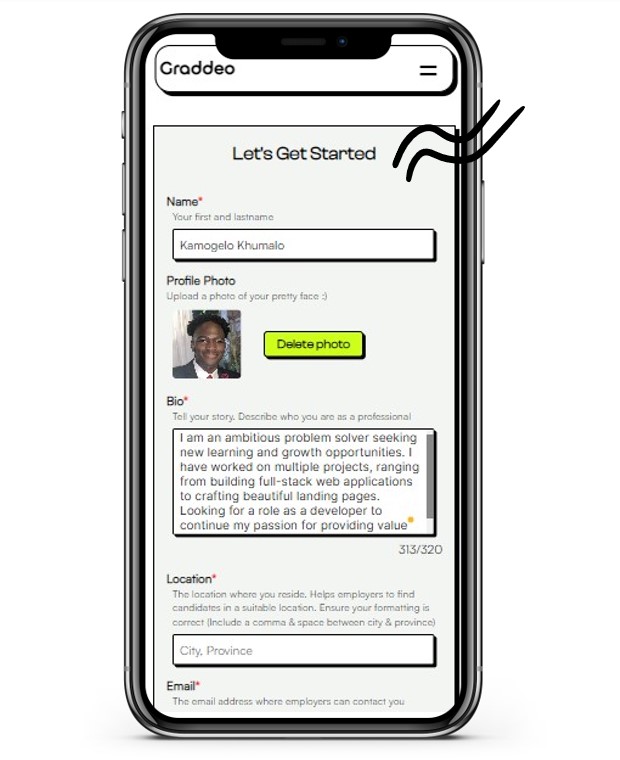 Graddeo
Let's Get Started
Name*
Your first and lastname
Kamogelo Khumalo
Profile Photo
Upload a photo of your pretty face :)
Delete photo
Bio*
Tell your story. Describe who you are as a professional
I am an ambitious problem solver seeking
new learning and growth opportunities. I
have worked on multiple projects, ranging
from building full-stack web applications
to crafting beautiful landing pages.
Looking for a role as a developer to
continue my passion for providing value
313/320
Location*
The location where you reside. Helps employers to find
candidates in a suitable location. Ensure your formatting is
correct (Include a comma & space between city & province)
City, Province
Email*
The email address where employers can contact you